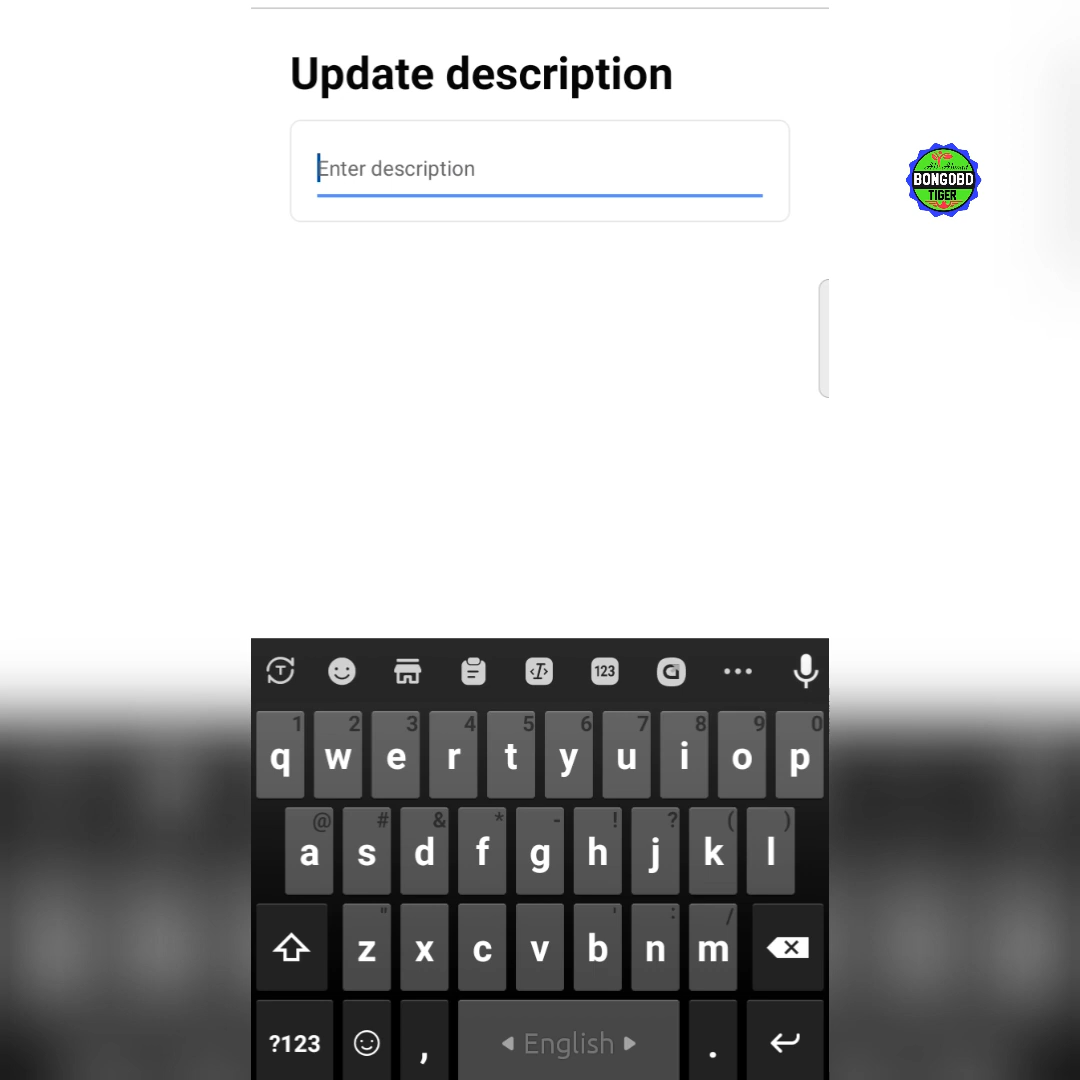 Update description
Enter description
BONGOBD
TIGER
123
1 2 3 4 5 6 7 8 9 0
q w e r t y u i o p
@ # & * - ! ? ( )
a s d f g h j k l
" ' : /
z x c v b n m
?123 , English .